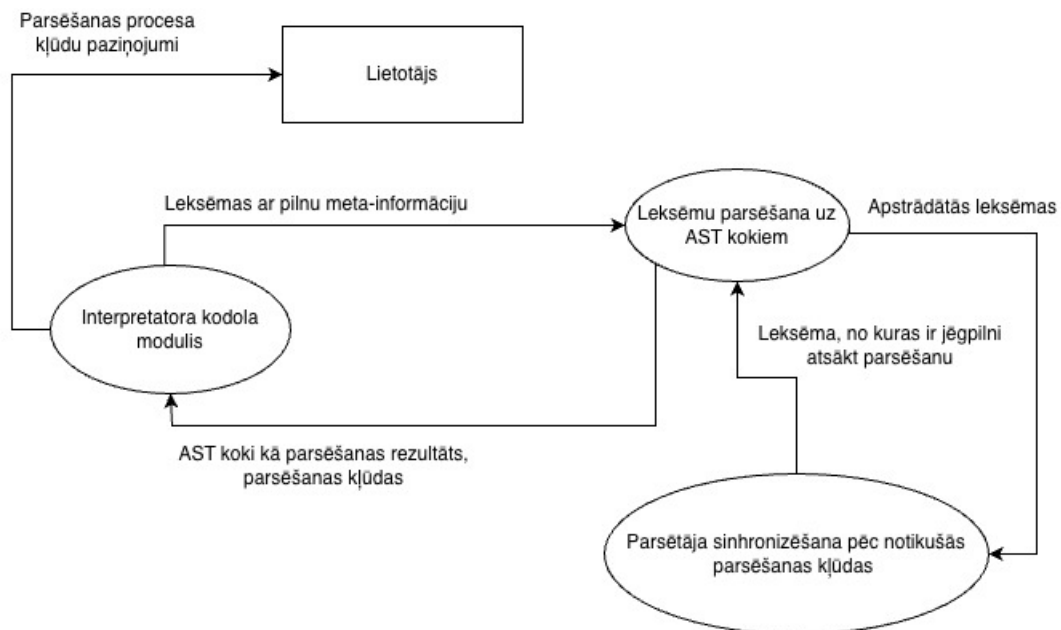 Parsēšanas procesa
kļūdu paziņojumi
Lietotājs
Leksēmas ar pilnu meta-informāciju
Leksēmu parsēšana uz
AST kokiem
Apstrādātās leksēmas
Interpretatora kodola
modulis
Leksēma, no kuras ir jēgpilni
atsākt parsēšanu
AST koki kā parsēšanas rezultāts,
parsēšanas kļūdas
Parsētāja sinhronizēšana pēc notikušās
parsēšanas kļūdas